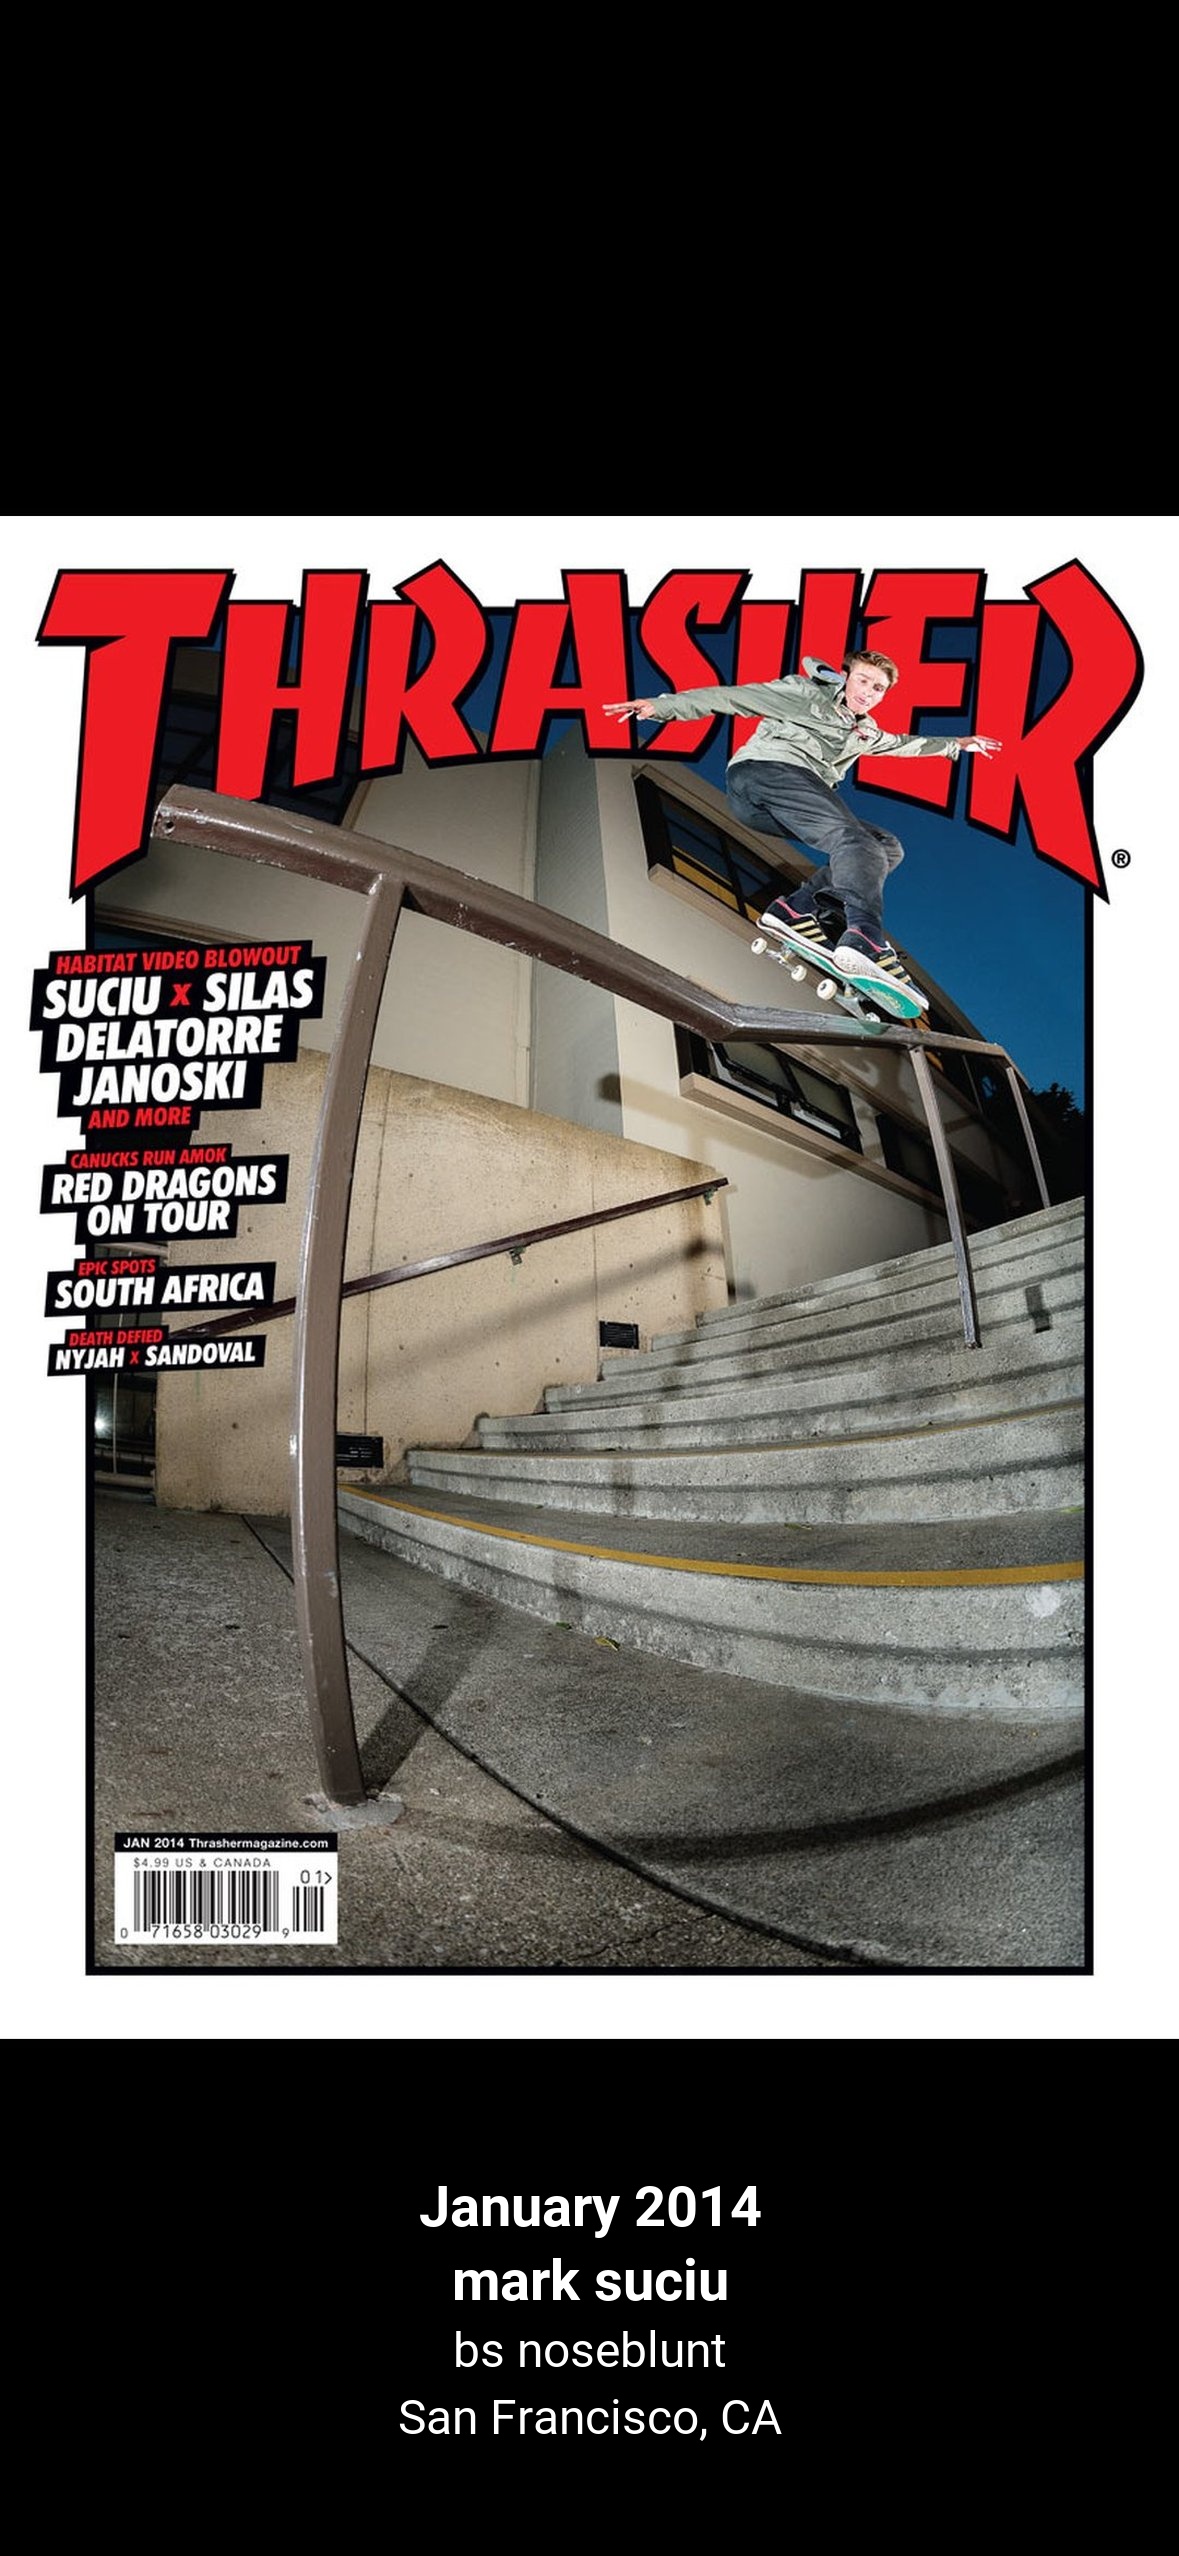 THRASHER
®
HABITAT VIDEO BLOWOUT
SUCIU x SILAS
DELATORRE
JANOSKI
AND MORE
CANUCKS RUN AMOK
RED DRAGONS
ON TOUR
EPIC SPOTS
SOUTH AFRICA
DEATH DEFIED
NYJAH x SANDOVAL
JAN 2014 Thrashermagazine.com
$4.99 US & CANADA
01>
0 71658 03029 9
January 2014
mark suciu
bs noseblunt
San Francisco, CA